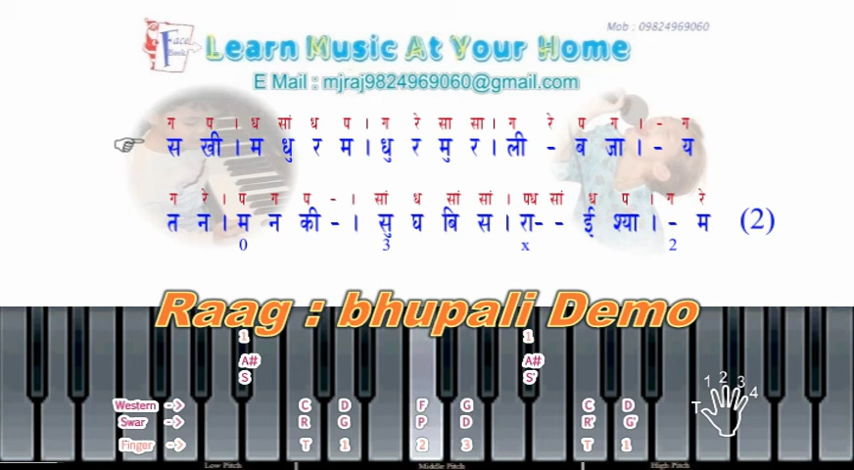 Mob : 09824969060
Face Book
Learn Music At Your Home
E Mail : mjraj9824969060@gmail.com
ग प । ध सां ध प । ग रे सा सा । ग रे प ग । - ग
स खी । म धु र म । धु र मु र । ली - ब जा । - य
ग रे । प ग प - । सां ध सां सां । पध सां ध प । ग रे
त न । म न की - । सु घ बि स । रा- - ई श्या । - म (2)
0 3 x 2
Raag : bhupali Demo
1 1
A# A#
S S'
1 2 3 4
T
Western -> C D F G C D
Swar -> R G P D R' G'
Finger -> T 1 2 3 T 1
Low Pitch Middle Pitch High Pitch